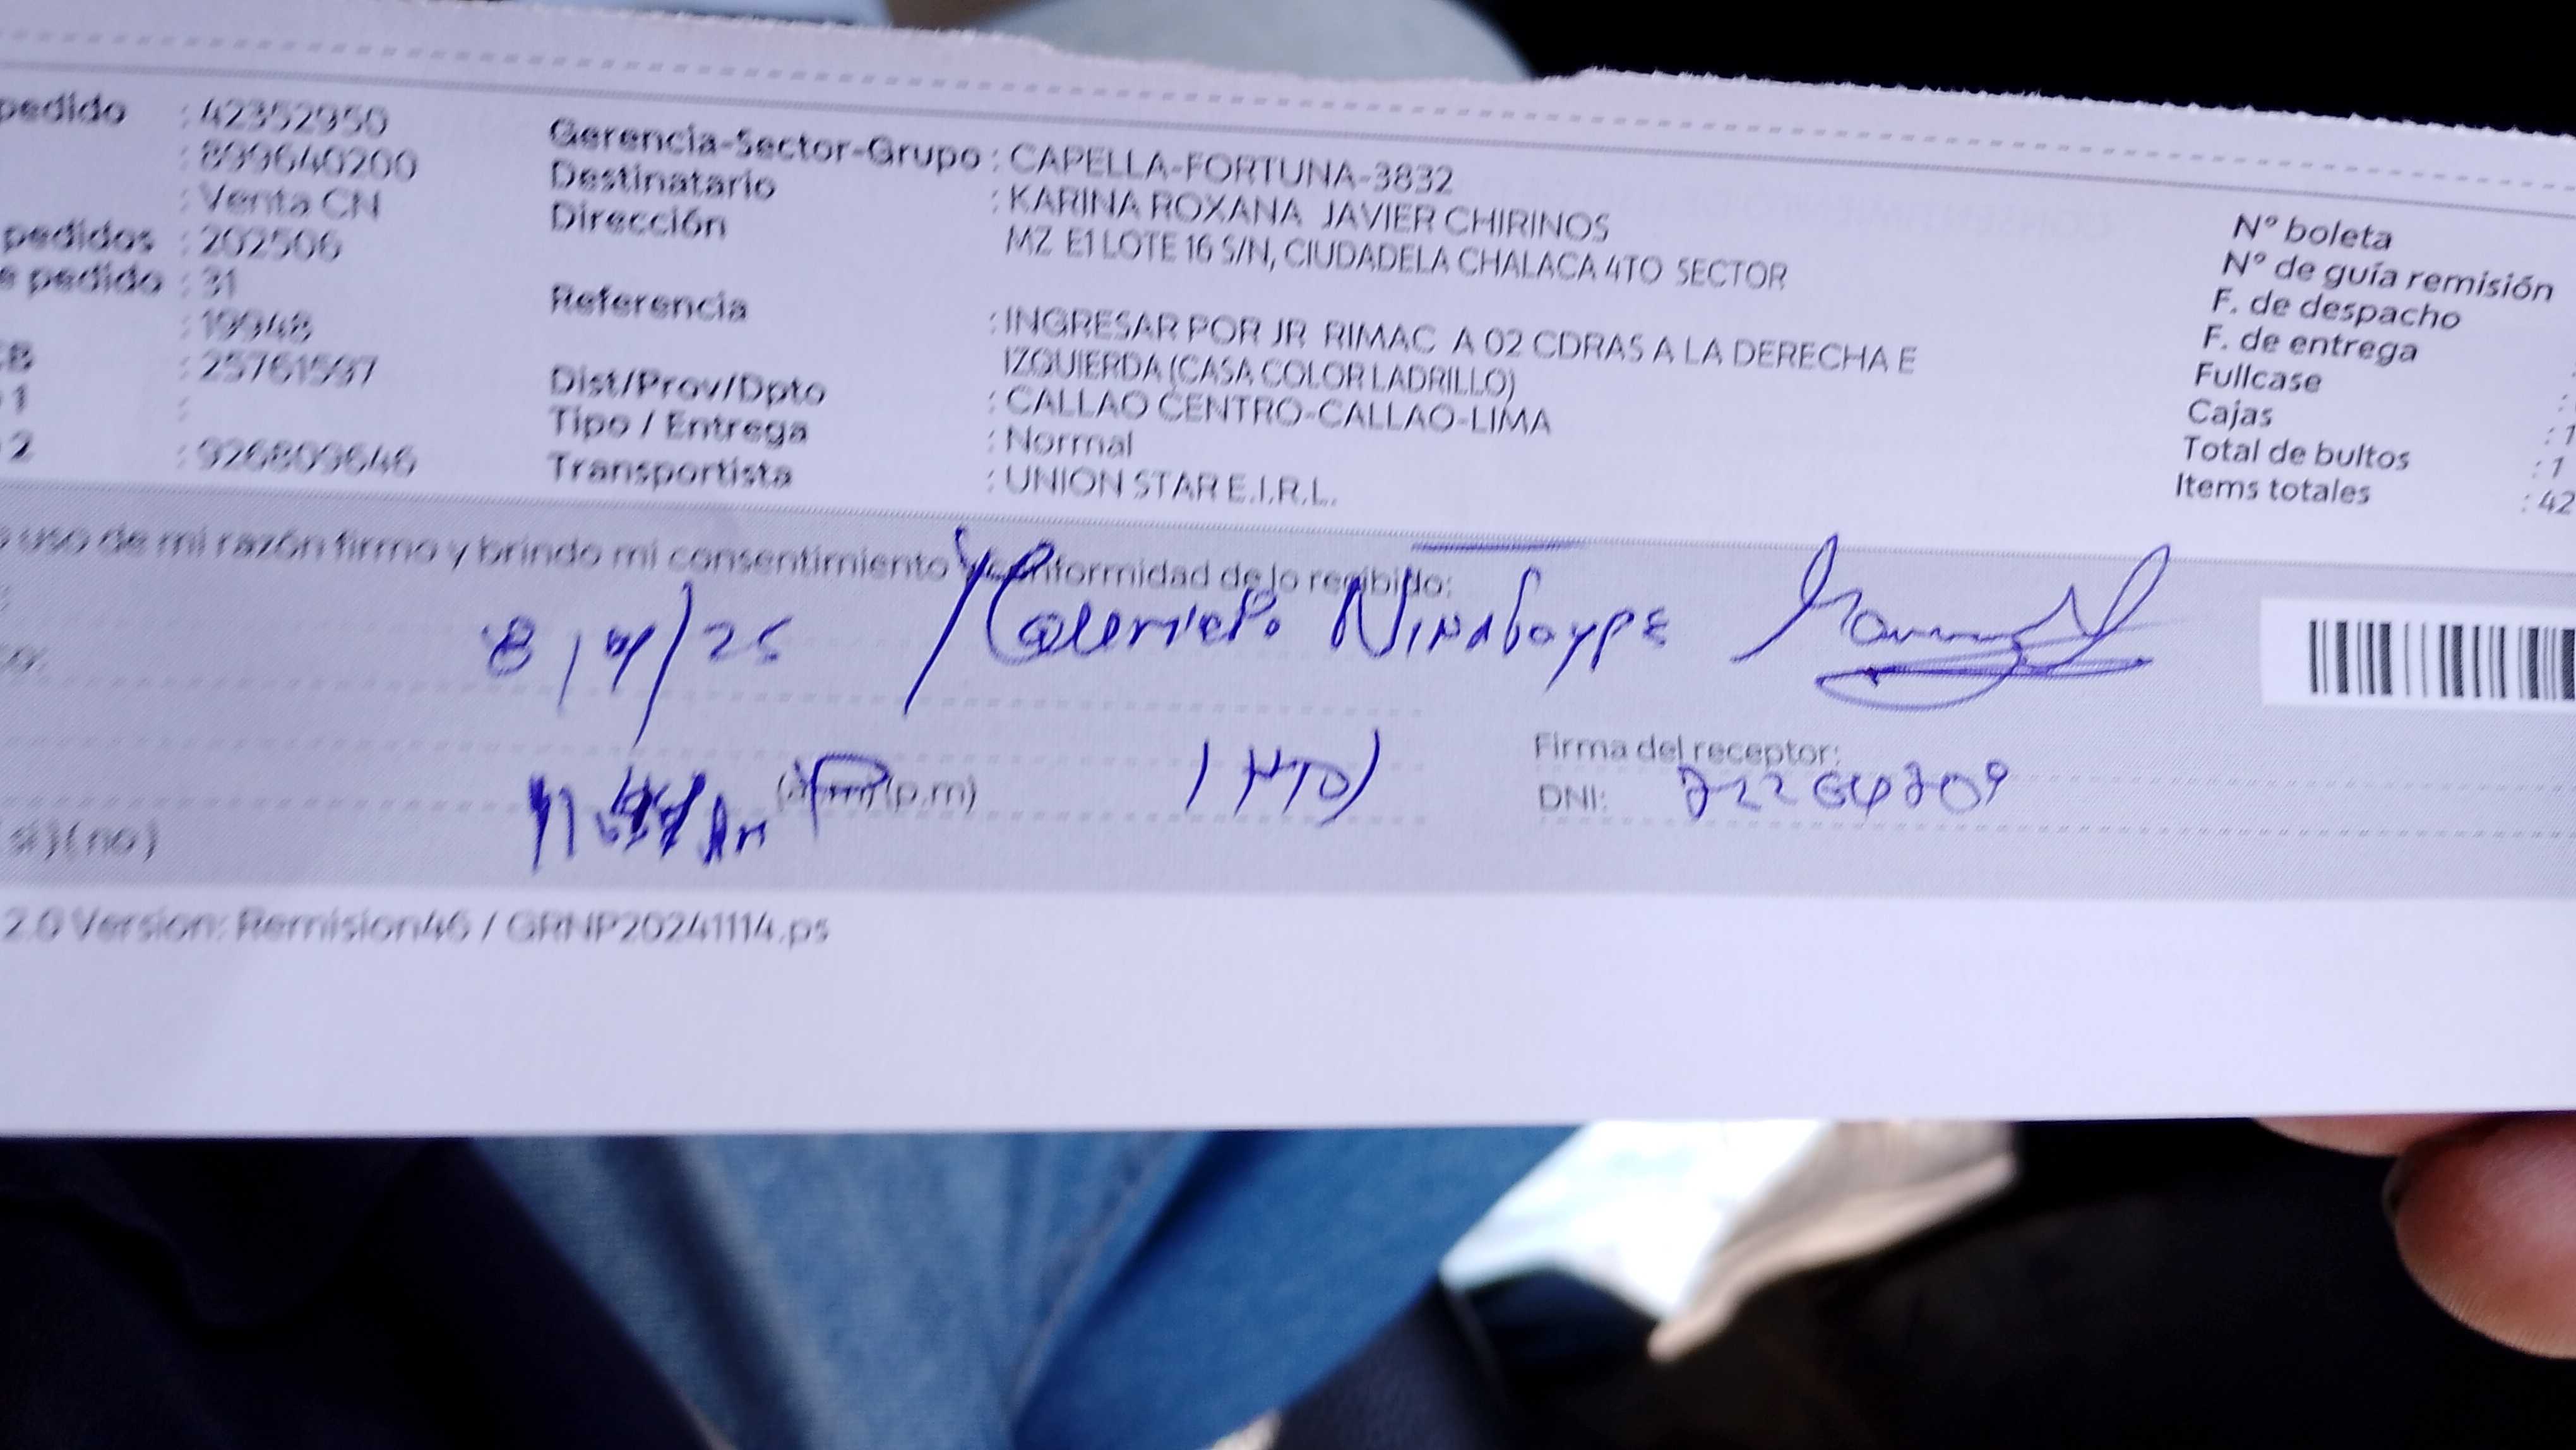 pedido : 42352950
: 899640200
: Venta CN
pedidos : 202506
e pedido : 31
: 19948
: 25761597
1 :
2 : 926809646
Gerencia-Sector-Grupo : CAPELLA-FORTUNA-3832
Destinatario : KARINA ROXANA JAVIER CHIRINOS
Dirección MZ E1 LOTE 16 S/N, CIUDADELA CHALACA 4TO SECTOR
Referencia : INGRESAR POR JR RIMAC A 02 CDRAS A LA DERECHA E
IZQUIERDA (CASA COLOR LADRILLO)
Dist/Prov/Dpto : CALLAO CENTRO-CALLAO-LIMA
Tipo / Entrega : Normal
Transportista : UNION STAR E.I.R.L.
N° boleta
N° de guía remisión
F. de despacho
F. de entrega
Fullcase :
Cajas : 1
Total de bultos : 1
Items totales : 42
uso de mi razón firmo y brindo mi consentimiento y conformidad de lo recibido:
8/4/25
Firma del receptor:
(a.m) (p.m)
DNI:
si) (no)
2.0 Version: Remision46 / GRNP20241114.ps